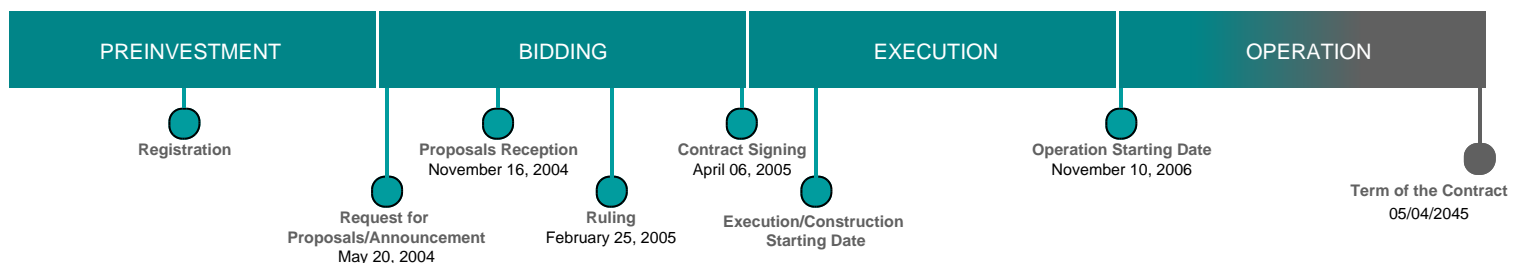 PREINVESTMENT
BIDDING
EXECUTION
OPERATION
Registration
Request for
Proposals/Announcement
May 20, 2004
Proposals Reception
November 16, 2004
Ruling
February 25, 2005
Contract Signing
April 06, 2005
Execution/Construction
Starting Date
Operation Starting Date
November 10, 2006
Term of the Contract
05/04/2045